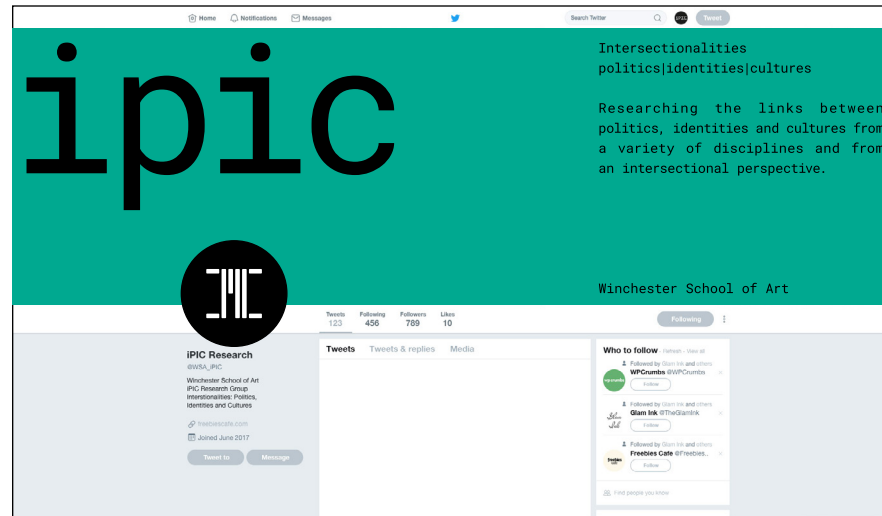 Home Notifications Messages Search Twitter Tweet
ipic
Intersectionalities
politics|identities|cultures
Researching the links between
politics, identities and cultures from
a variety of disciplines and from
an intersectional perspective.
Winchester School of Art
Tweets Following Followers Likes
123 456 789 10
Following
iPIC Research
@WSA_iPIC
Winchester School of Art
iPIC Research Group
Interstionalities: Politics,
Identities and Cultures
freebiescafe.com
Joined June 2017
Tweet to Message
Tweets Tweets & replies Media
Who to follow · Refresh · View all
Followed by Glam Ink and others
WPCrumbs @WPCrumbs
Follow
Followed by Glam Ink and others
Glam Ink @TheGlamInk
Follow
Followed by Glam Ink and others
Freebies Cafe @Freebies..
Follow
Find people you know